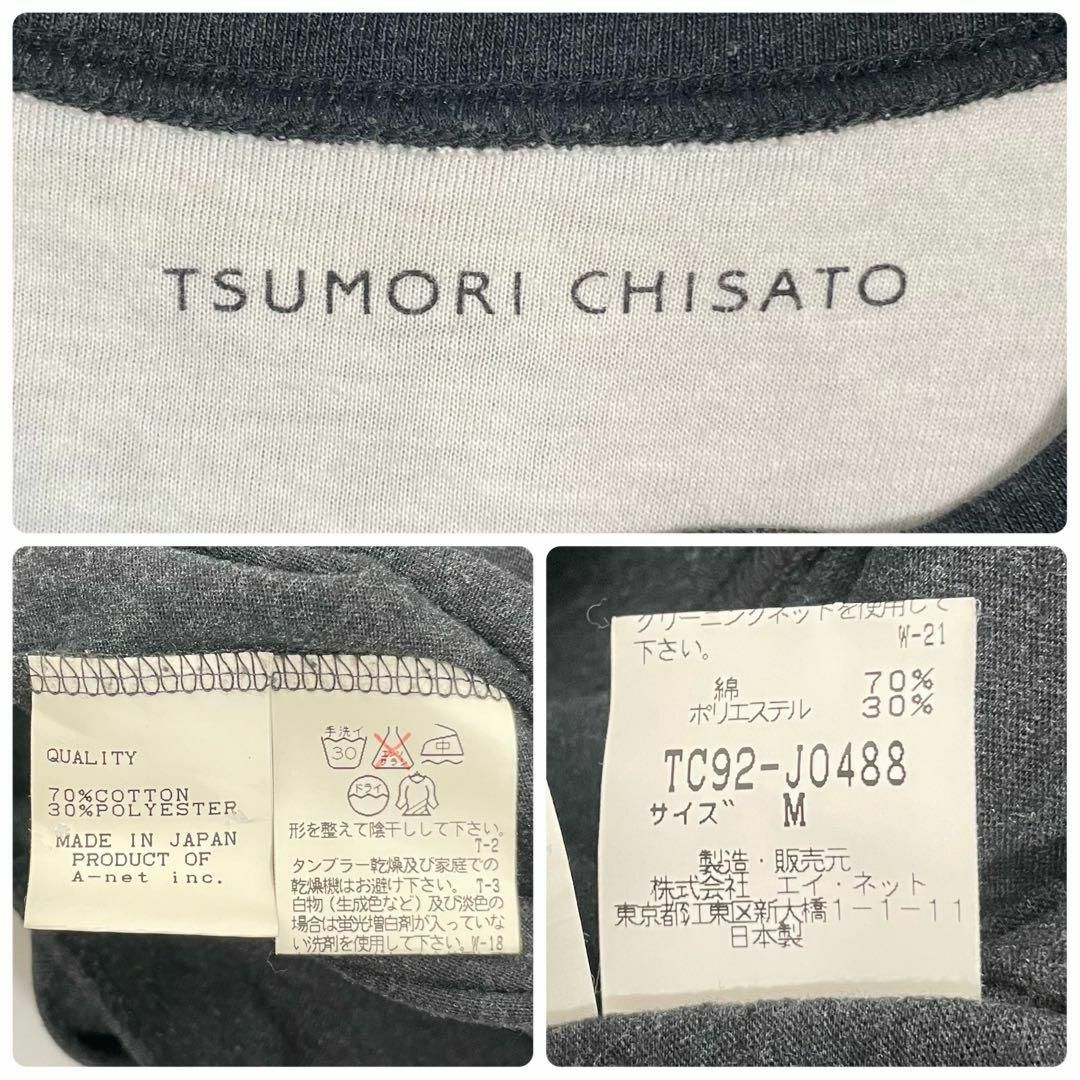 TSUMORI CHISATO
QUALITY
70%COTTON
30%POLYESTER
MADE IN JAPAN
PRODUCT OF
A-net inc.
手洗イ
30
エンソ
サラシ
中
ドライ
形を整えて陰干しして下さい。
T-2
タンブラー乾燥及び家庭での
乾燥機はお避け下さい。 T-3
白物(生成色など)及び淡色の
場合は蛍光増白剤が入っていな
い洗剤を使用して下さい。W-18
クリーニングネットを使用して
下さい。 W-21
綿 70%
ポリエステル 30%
TC92-J0488
サイズ M
製造・販売元
株式会社 エイ・ネット
東京都江東区新大橋1-1-11
日本製